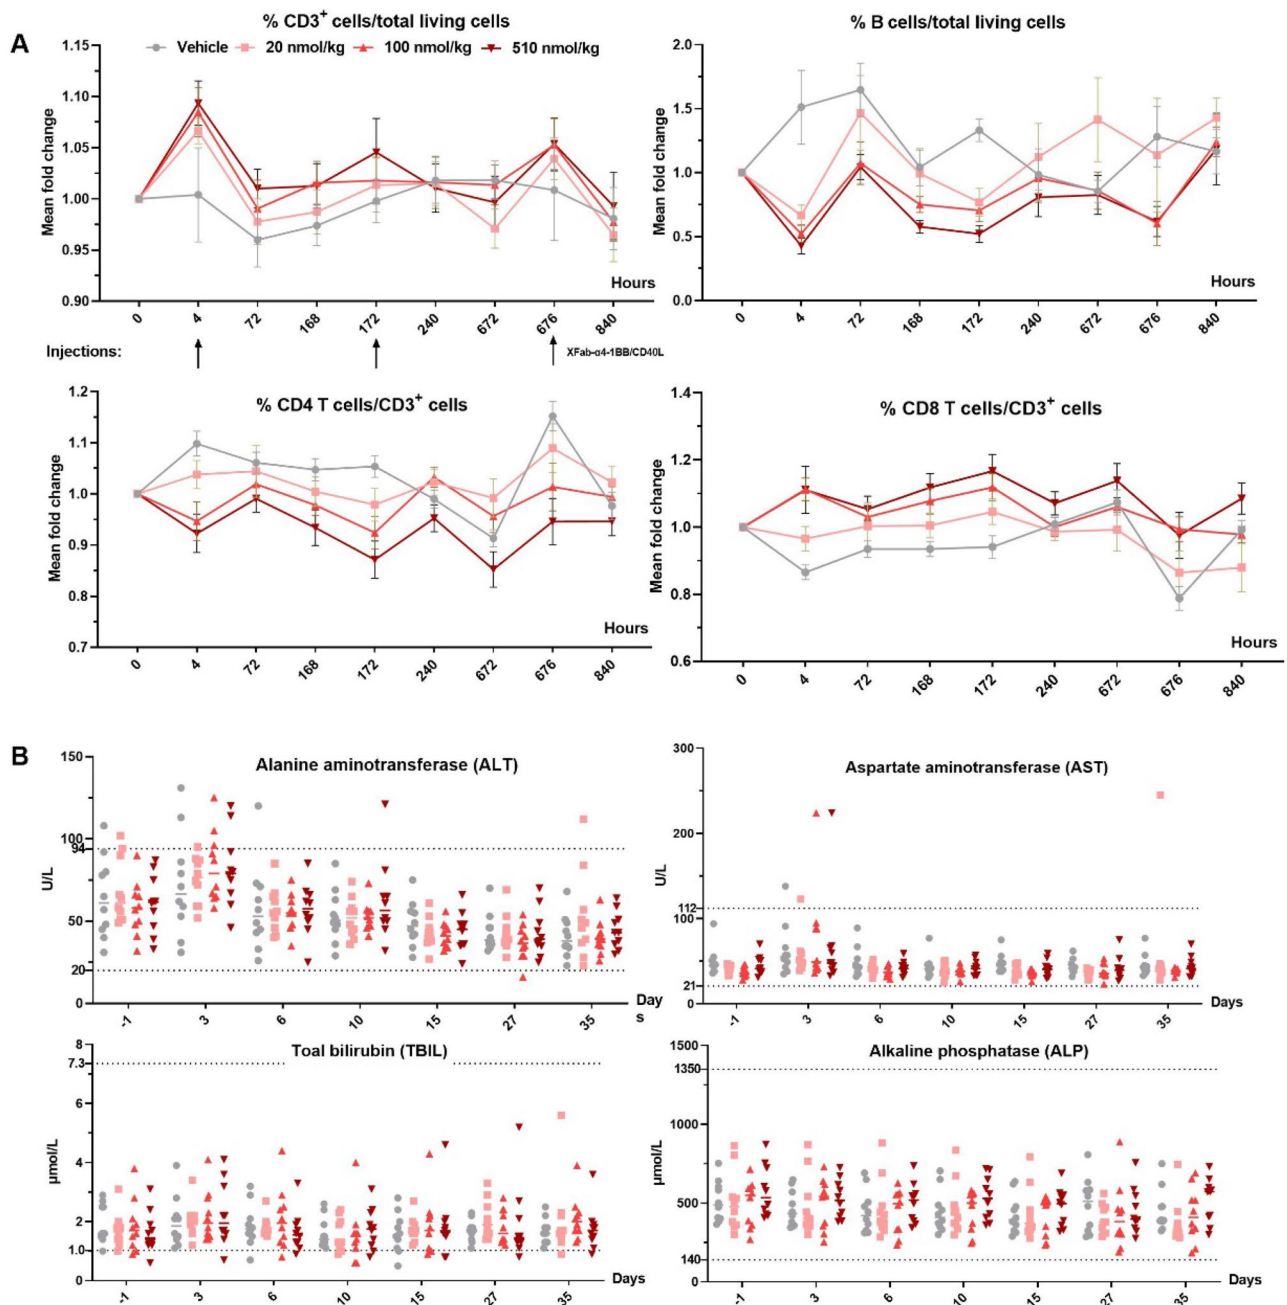 A
% CD3+ cells/total living cells
Vehicle 20 nmol/kg 100 nmol/kg 510 nmol/kg
Mean fold change
1.15
1.10
1.05
1.00
0.95
0.90
Hours
0 4 72 168 172 240 672 676 840
Injections: XFab-α4-1BB/CD40L
% B cells/total living cells
Mean fold change
2.0
1.5
1.0
0.5
0.0
Hours
0 4 72 168 172 240 672 676 840
% CD4 T cells/CD3+ cells
Mean fold change
1.2
1.1
1.0
0.9
0.8
0.7
Hours
0 4 72 168 172 240 672 676 840
% CD8 T cells/CD3+ cells
Mean fold change
1.4
1.2
1.0
0.8
0.6
Hours
0 4 72 168 172 240 672 676 840
B
Alanine aminotransferase (ALT)
U/L
150
100
94
50
20
0
Day
s
-1 3 6 10 15 27 35
Aspartate aminotransferase (AST)
U/L
300
200
112
100
21
0
Days
-1 3 6 10 15 27 35
Toal bilirubin (TBIL)
µmol/L
8
7.3
6
4
2
1.0
0
Days
-1 3 6 10 15 27 35
Alkaline phosphatase (ALP)
µmol/L
1500
1350
1000
500
140
0
Days
-1 3 6 10 15 27 35